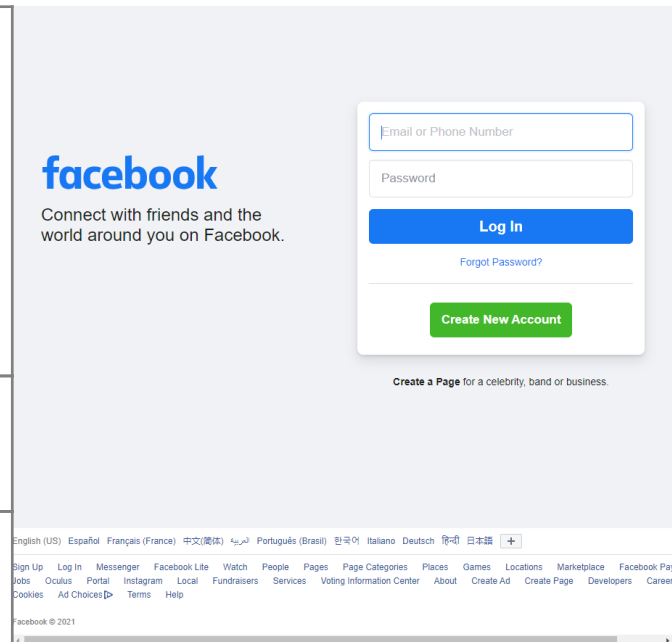 facebook
Connect with friends and the
world around you on Facebook.
Email or Phone Number
Password
Log In
Forgot Password?
Create New Account
Create a Page for a celebrity, band or business.
English (US) Español Français (France) 中文(简体) العربية Português (Brasil) 한국어 Italiano Deutsch हिन्दी 日本語 +
Sign Up Log In Messenger Facebook Lite Watch People Pages Page Categories Places Games Locations Marketplace Facebook Pay
Jobs Oculus Portal Instagram Local Fundraisers Services Voting Information Center About Create Ad Create Page Developers Career
Cookies Ad Choices Terms Help
Facebook © 2021